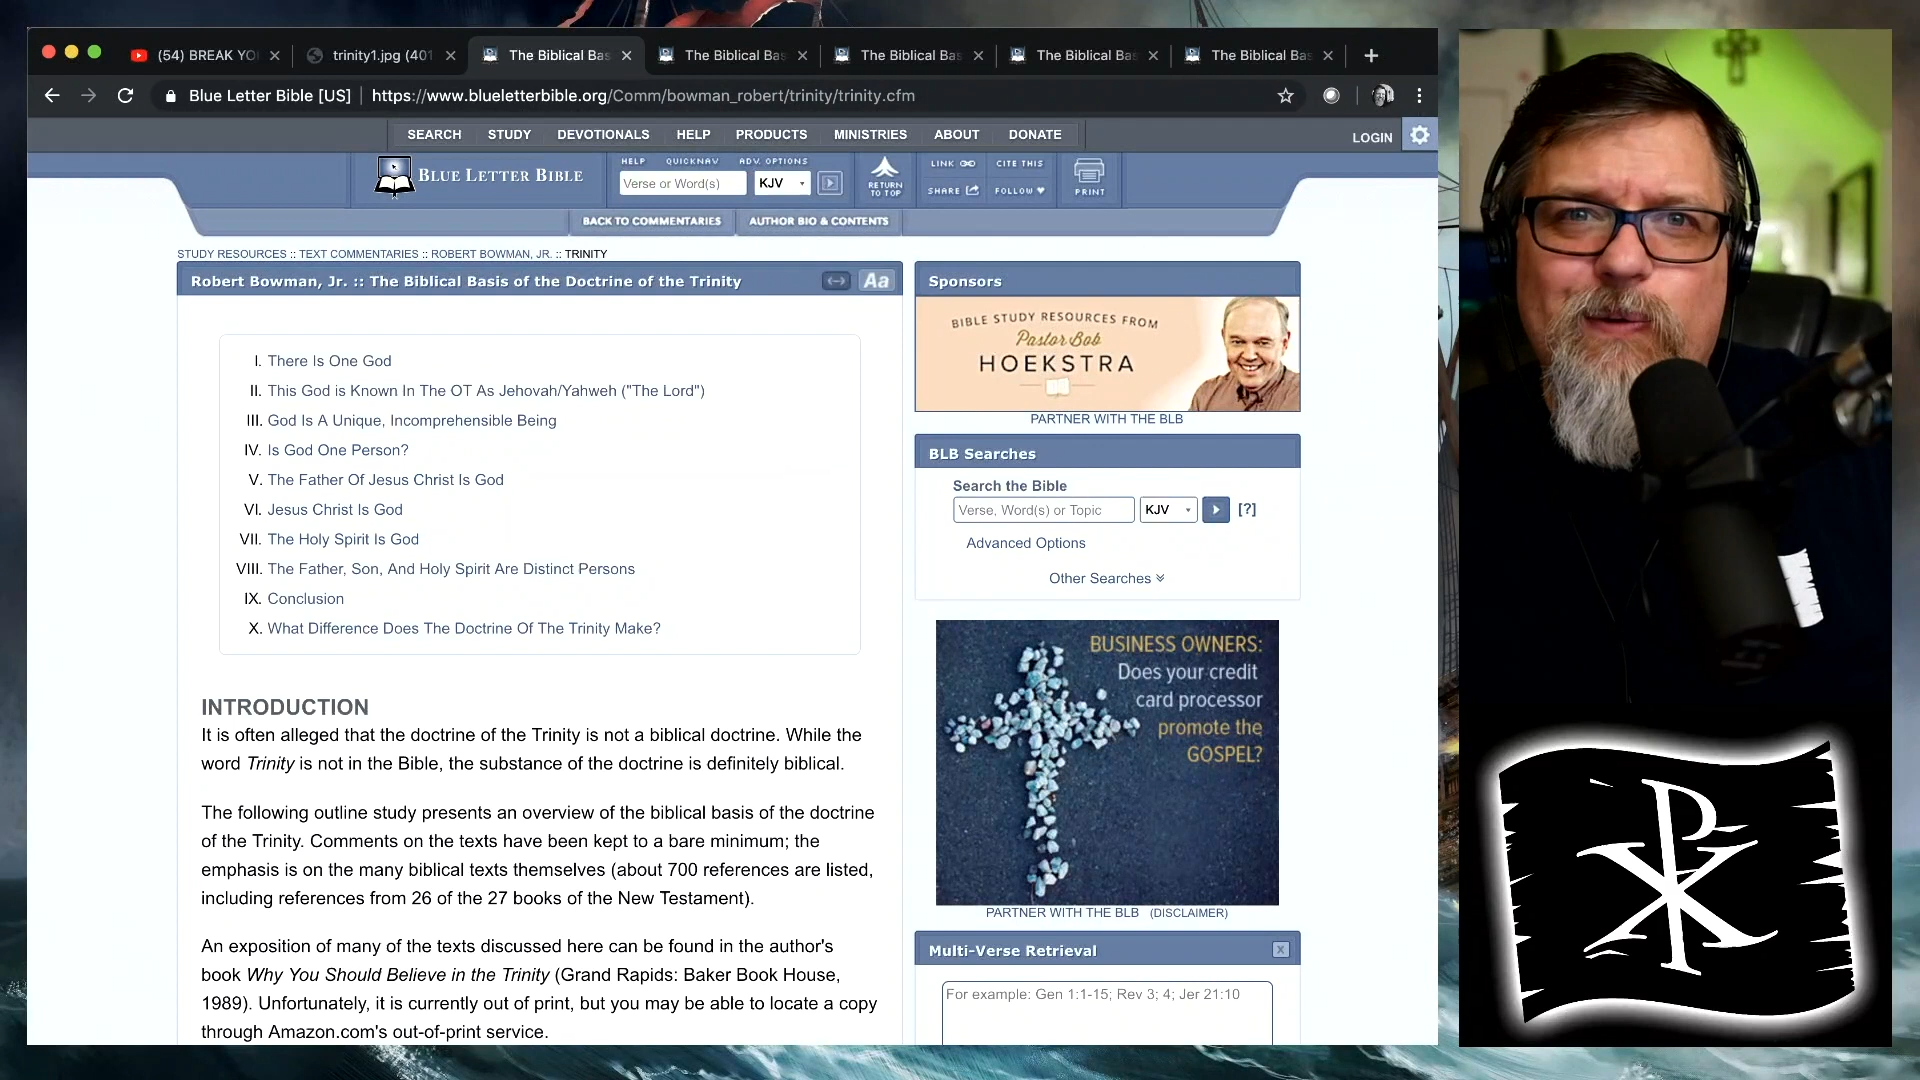 (54) BREAK YO
trinity1.jpg (401
The Biblical Bas
The Biblical Bas
The Biblical Bas
The Biblical Bas
The Biblical Bas
Blue Letter Bible [US]
https://www.blueletterbible.org/Comm/bowman_robert/trinity/trinity.cfm
SEARCH STUDY DEVOTIONALS HELP PRODUCTS MINISTRIES ABOUT DONATE
LOGIN
BLUE LETTER BIBLE
HELP QUICKNAV ADV. OPTIONS
Verse or Word(s) KJV
RETURN
TO TOP
LINK CITE THIS
SHARE FOLLOW
PRINT
BACK TO COMMENTARIES AUTHOR BIO & CONTENTS
STUDY RESOURCES :: TEXT COMMENTARIES :: ROBERT BOWMAN, JR. :: TRINITY
Robert Bowman, Jr. :: The Biblical Basis of the Doctrine of the Trinity
Aa
I. There Is One God
II. This God is Known In The OT As Jehovah/Yahweh ("The Lord")
III. God Is A Unique, Incomprehensible Being
IV. Is God One Person?
V. The Father Of Jesus Christ Is God
VI. Jesus Christ Is God
VII. The Holy Spirit Is God
VIII. The Father, Son, And Holy Spirit Are Distinct Persons
IX. Conclusion
X. What Difference Does The Doctrine Of The Trinity Make?
INTRODUCTION
It is often alleged that the doctrine of the Trinity is not a biblical doctrine. While the
word Trinity is not in the Bible, the substance of the doctrine is definitely biblical.
The following outline study presents an overview of the biblical basis of the doctrine
of the Trinity. Comments on the texts have been kept to a bare minimum; the
emphasis is on the many biblical texts themselves (about 700 references are listed,
including references from 26 of the 27 books of the New Testament).
An exposition of many of the texts discussed here can be found in the author's
book Why You Should Believe in the Trinity (Grand Rapids: Baker Book House,
1989). Unfortunately, it is currently out of print, but you may be able to locate a copy
through Amazon.com's out-of-print service.
Sponsors
BIBLE STUDY RESOURCES FROM
Pastor Bob
HOEKSTRA
PARTNER WITH THE BLB
BLB Searches
Search the Bible
Verse, Word(s) or Topic KJV [?]
Advanced Options
Other Searches
BUSINESS OWNERS:
Does your credit
card processor
promote the
GOSPEL?
PARTNER WITH THE BLB (DISCLAIMER)
Multi-Verse Retrieval
X
For example: Gen 1:1-15; Rev 3; 4; Jer 21:10